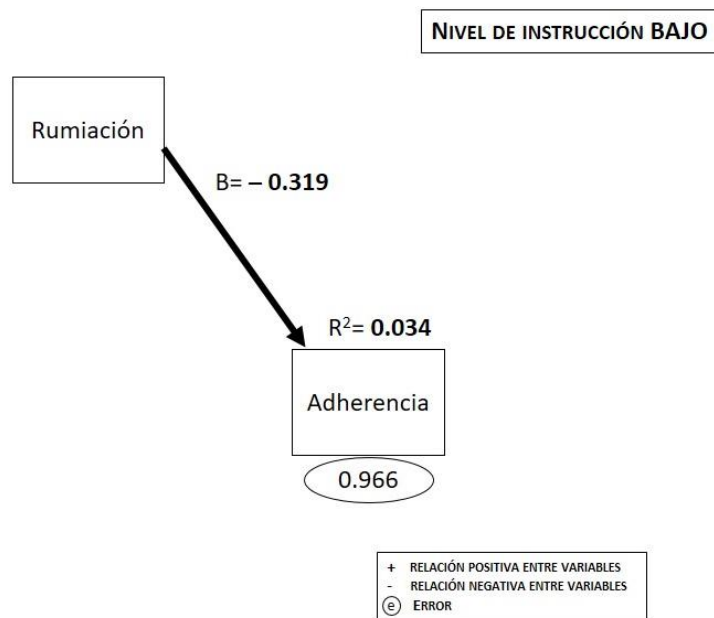 NIVEL DE INSTRUCCIÓN BAJO
Rumiación
B= – 0.319
R²= 0.034
Adherencia
0.966
+ RELACIÓN POSITIVA ENTRE VARIABLES
- RELACIÓN NEGATIVA ENTRE VARIABLES
e ERROR